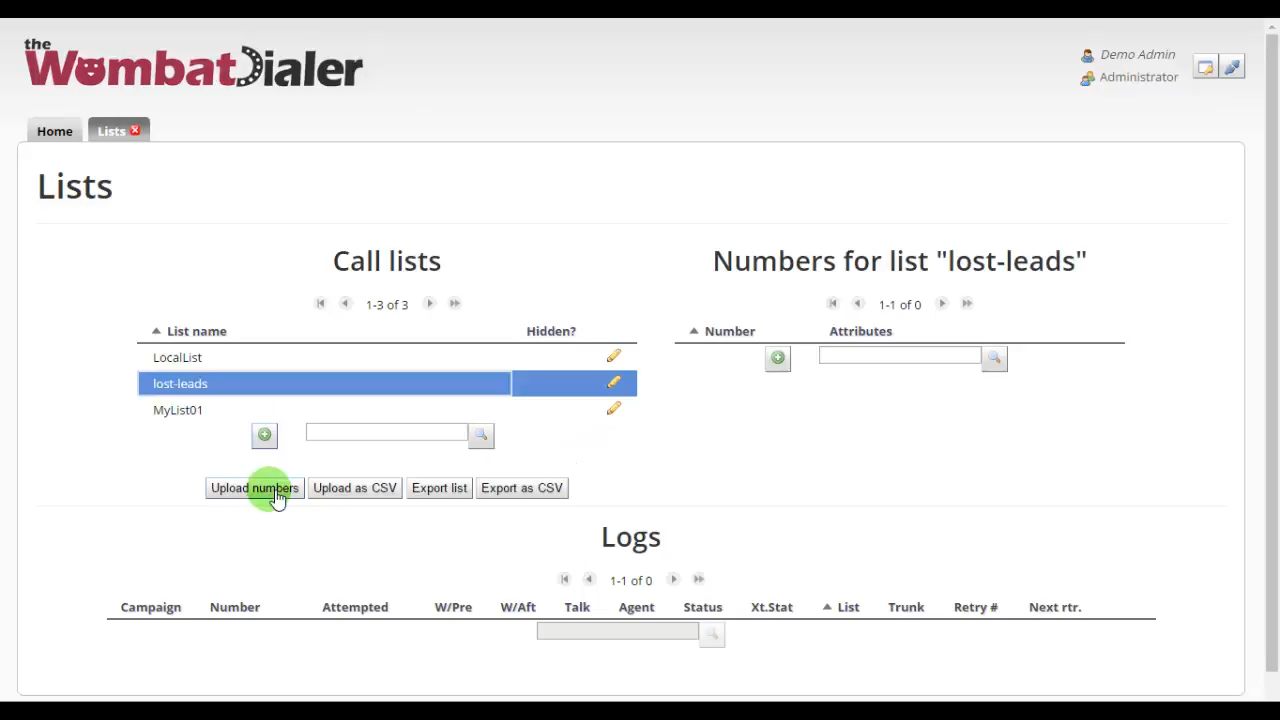 the
WombatDialer
Demo Admin
Administrator
Home
Lists
Lists
Call lists
1-3 of 3
List name Hidden?
LocalList
lost-leads
MyList01
Upload numbers Upload as CSV Export list Export as CSV
Numbers for list "lost-leads"
1-1 of 0
Number Attributes
Logs
1-1 of 0
Campaign Number Attempted W/Pre W/Aft Talk Agent Status Xt.Stat List Trunk Retry # Next rtr.